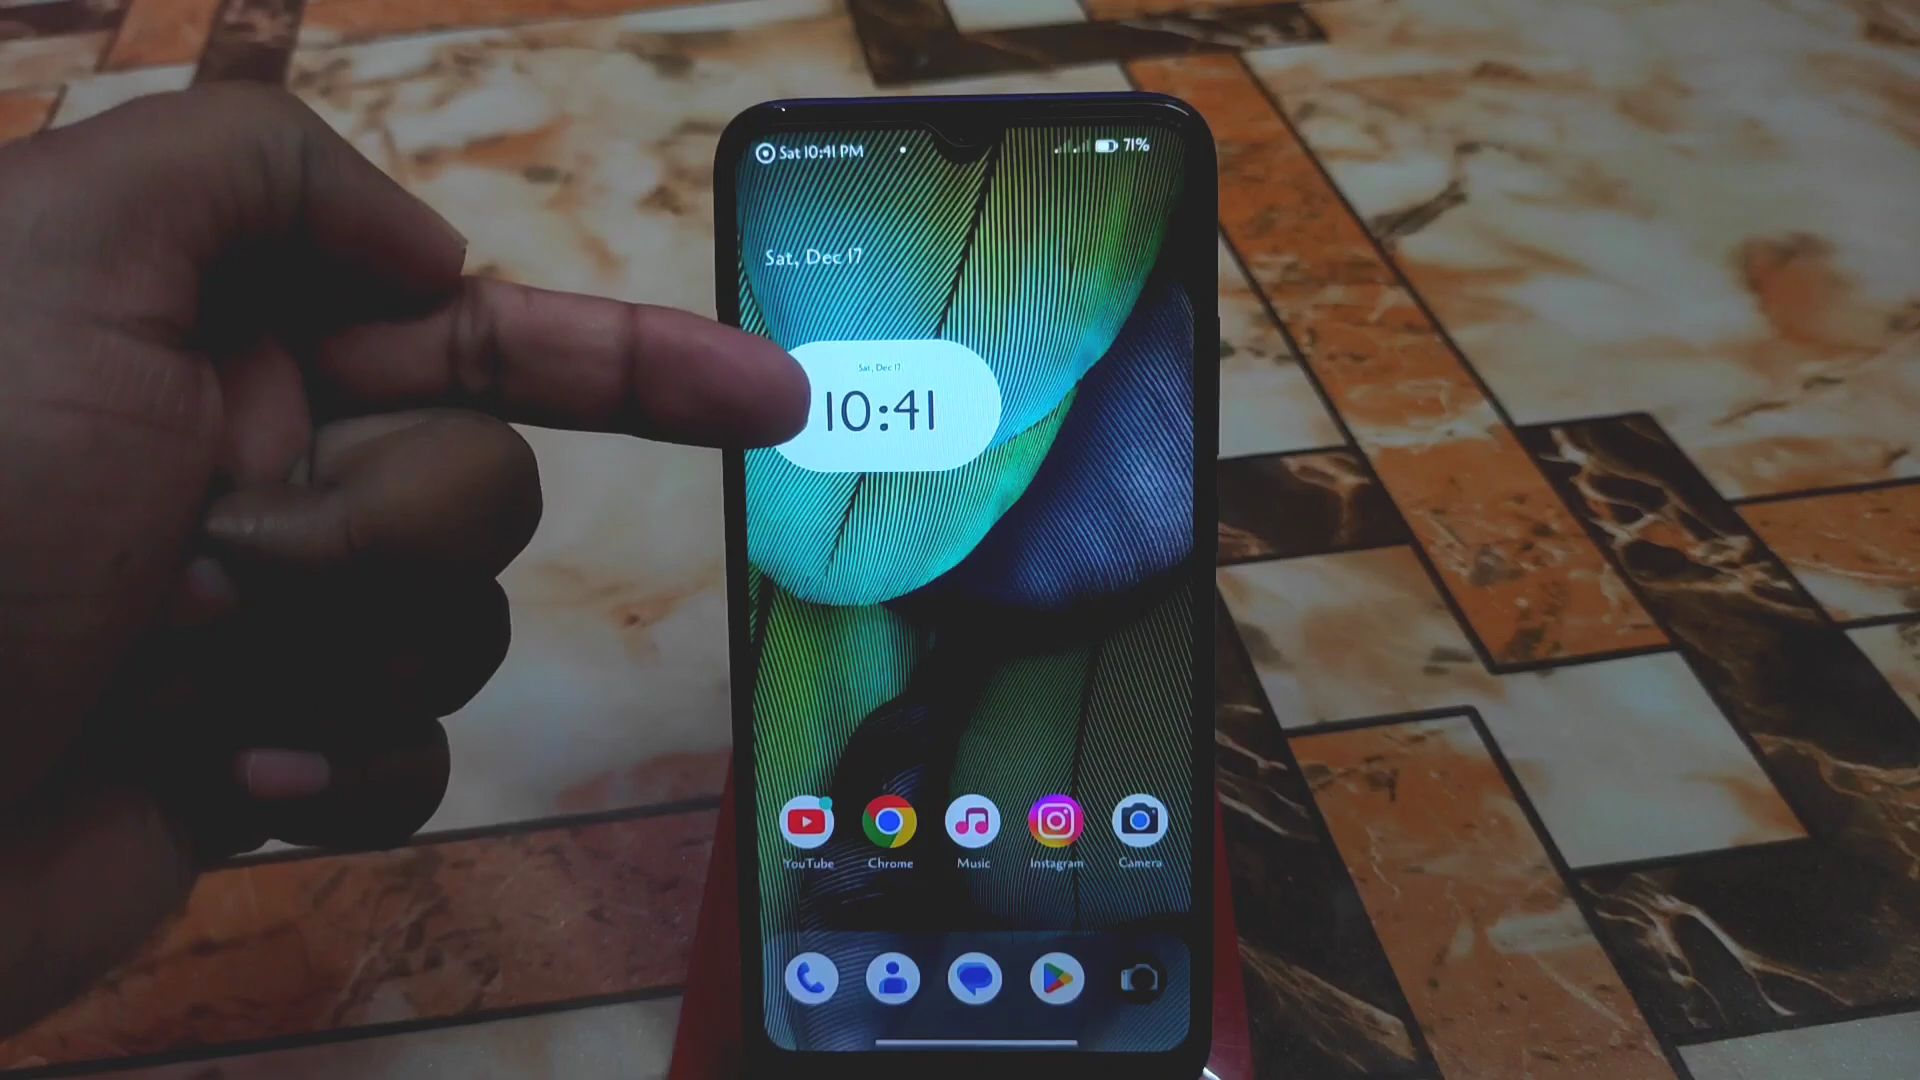 Sat 10:41 PM
71%
Sat, Dec 17
Sat, Dec 17
10:41
YouTube
Chrome
Music
Instagram
Camera